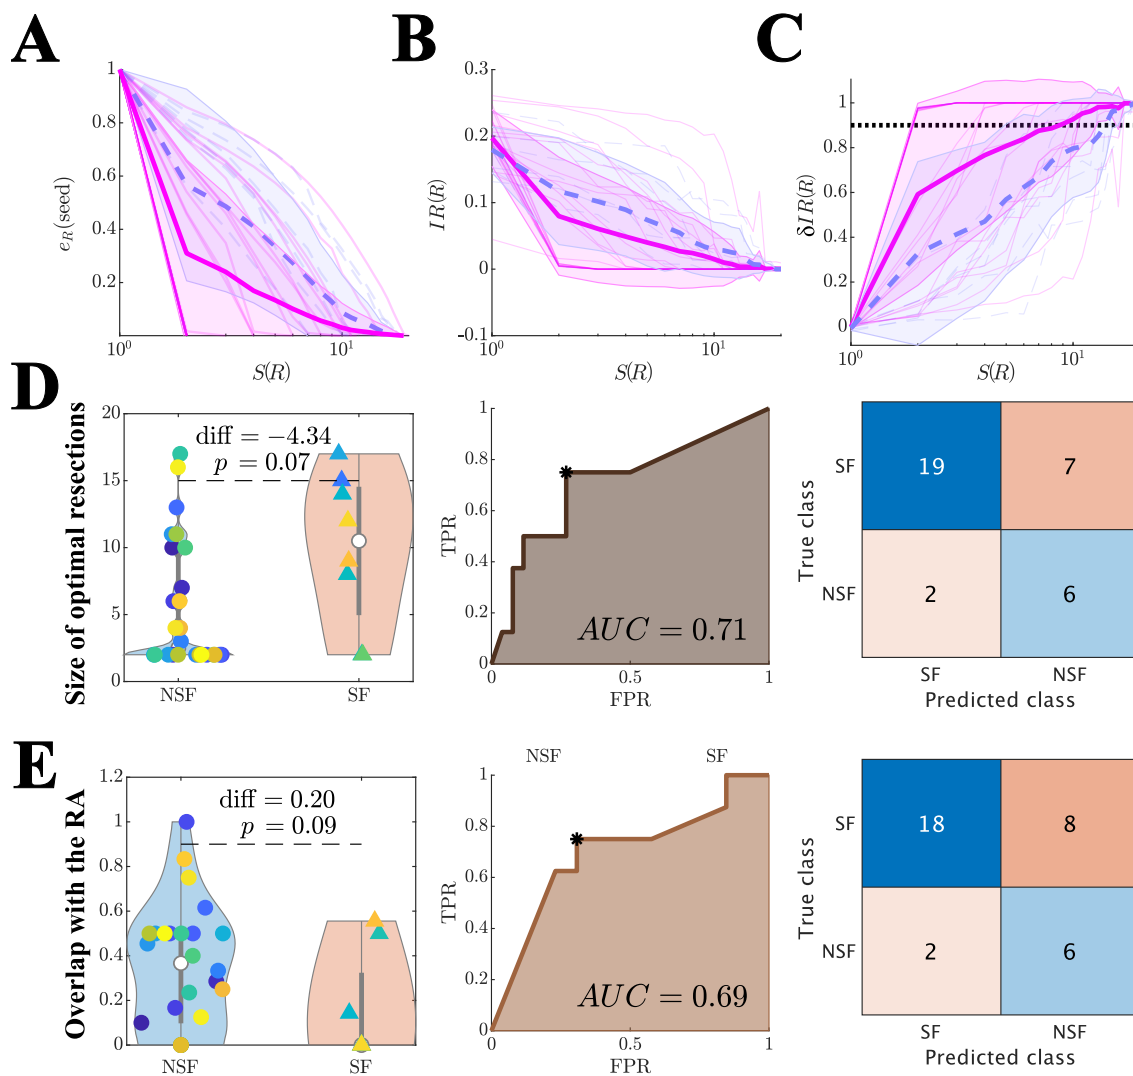 A
B
C
1
0.8
0.6
0.4
0.2
e_R(seed)
10^0
10^1
S(R)
0.3
0.2
0.1
0
-0.1
IR(R)
10^0
10^1
S(R)
1
0.8
0.6
0.4
0.2
0
δIR(R)
10^0
10^1
S(R)
D
Size of optimal resections
20
15
10
5
0
diff = −4.34
p = 0.07
NSF
SF
1
0.8
0.6
0.4
0.2
0
TPR
AUC = 0.71
0
0.5
1
FPR
True class
SF
NSF
19
7
2
6
SF
NSF
Predicted class
E
Overlap with the RA
1.2
1
0.8
0.6
0.4
0.2
0
diff = 0.20
p = 0.09
NSF
SF
NSF
SF
1
0.8
0.6
0.4
0.2
0
TPR
AUC = 0.69
0
0.5
1
FPR
True class
SF
NSF
18
8
2
6
SF
NSF
Predicted class